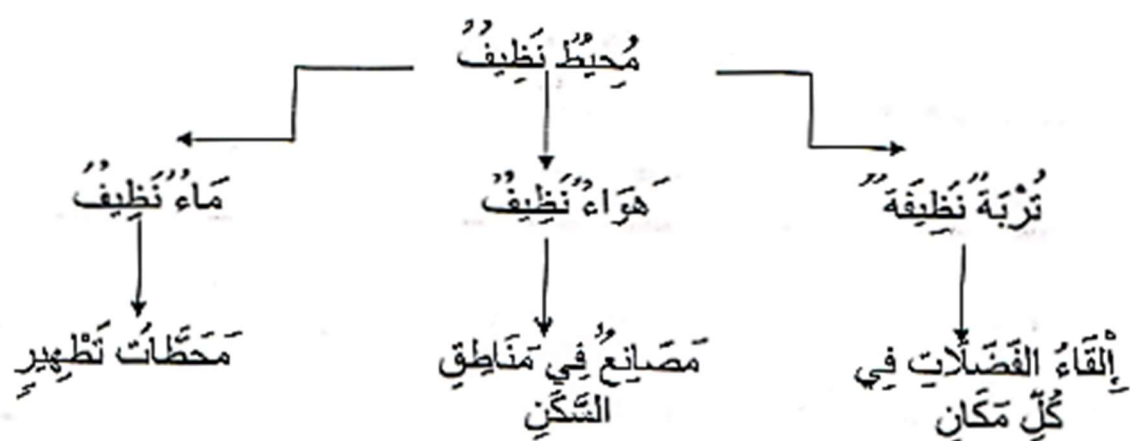 مُحِيطٌ نَظِيفٌ
تُرْبَةٌ نَظِيفَةٌ
هَوَاءٌ نَظِيفٌ
مَاءٌ نَظِيفٌ
إِلْقَاءُ الفَضَلَاتِ فِي
كُلِّ مَكَانٍ
مَصَانِعُ فِي مَنَاطِقِ
السَّكَنِ
مَحَطَّاتُ تَطْهِيرٍ